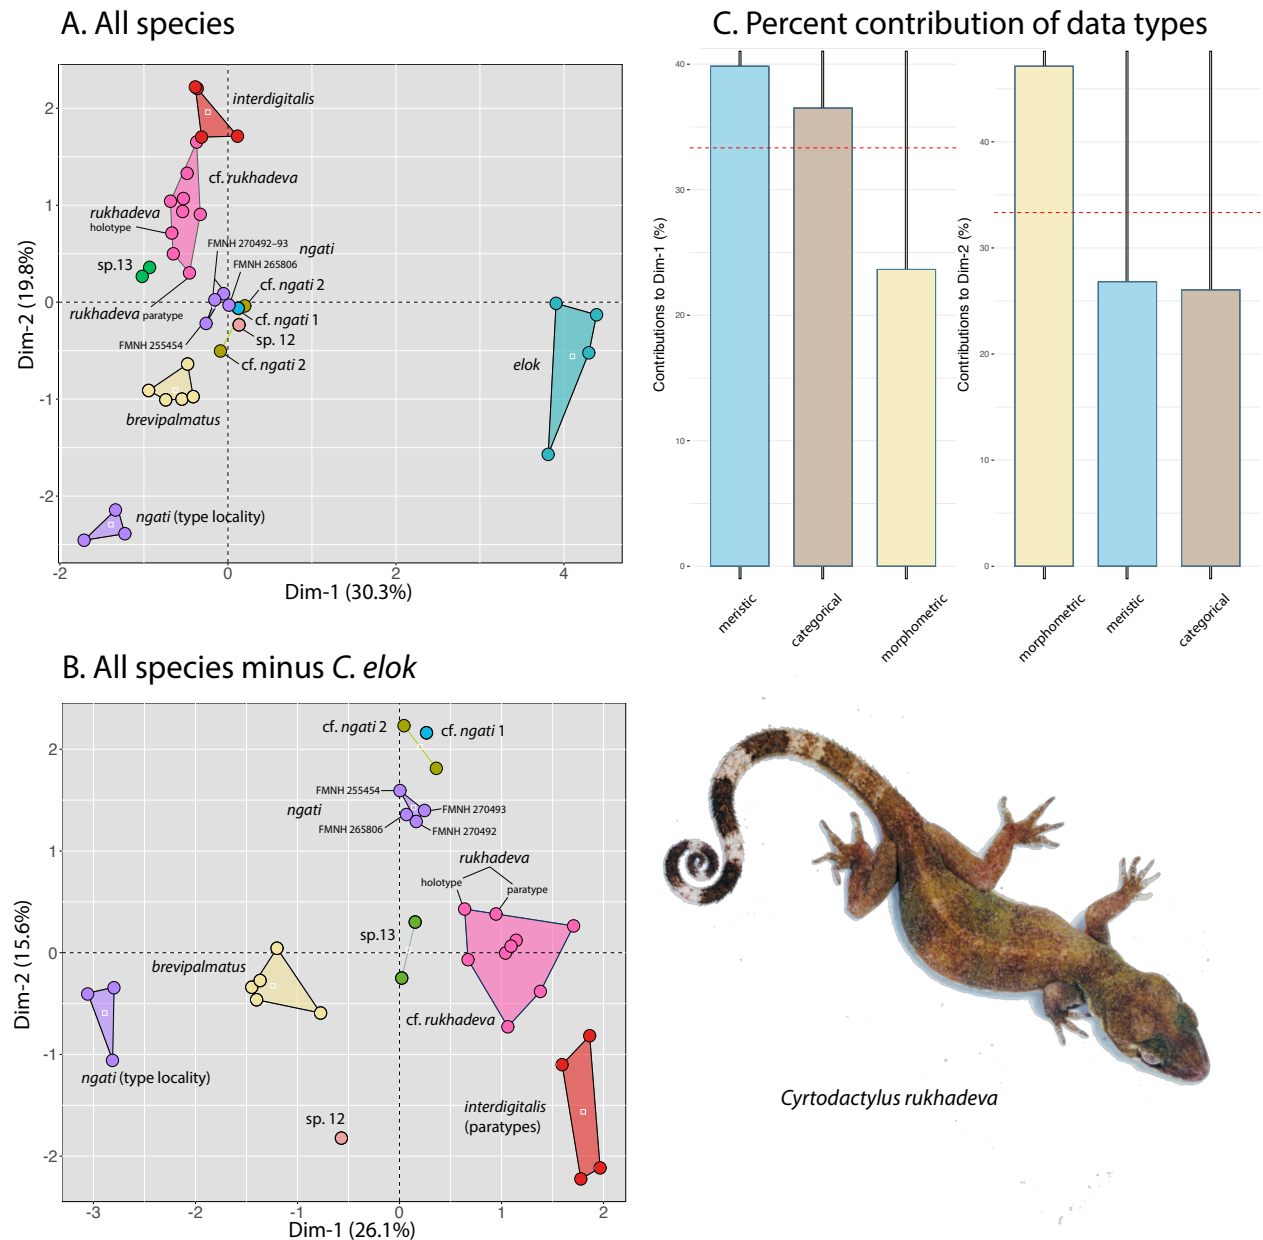 A. All species
2
1
0
-1
-2
-2
0
2
4
Dim-2 (19.8%)
Dim-1 (30.3%)
interdigitalis
cf. rukhadeva
rukhadeva
holotype
FMNH 270492–93
ngati
FMNH 265806
sp.13
cf. ngati 2
rukhadeva paratype
cf. ngati 1
sp. 12
FMNH 255454
cf. ngati 2
elok
brevipalmatus
ngati (type locality)
C. Percent contribution of data types
Contributions to Dim-1 (%)
40
30
20
10
0
meristic
categorical
morphometric
Contributions to Dim-2 (%)
40
30
20
10
0
morphometric
meristic
categorical
B. All species minus C. elok
2
1
0
-1
-2
-3
-2
-1
0
1
2
Dim-2 (15.6%)
Dim-1 (26.1%)
cf. ngati 2
cf. ngati 1
FMNH 255454
ngati
FMNH 270493
FMNH 265806
FMNH 270492
rukhadeva
holotype
paratype
sp.13
brevipalmatus
cf. rukhadeva
ngati (type locality)
interdigitalis
(paratypes)
sp. 12
Cyrtodactylus rukhadeva